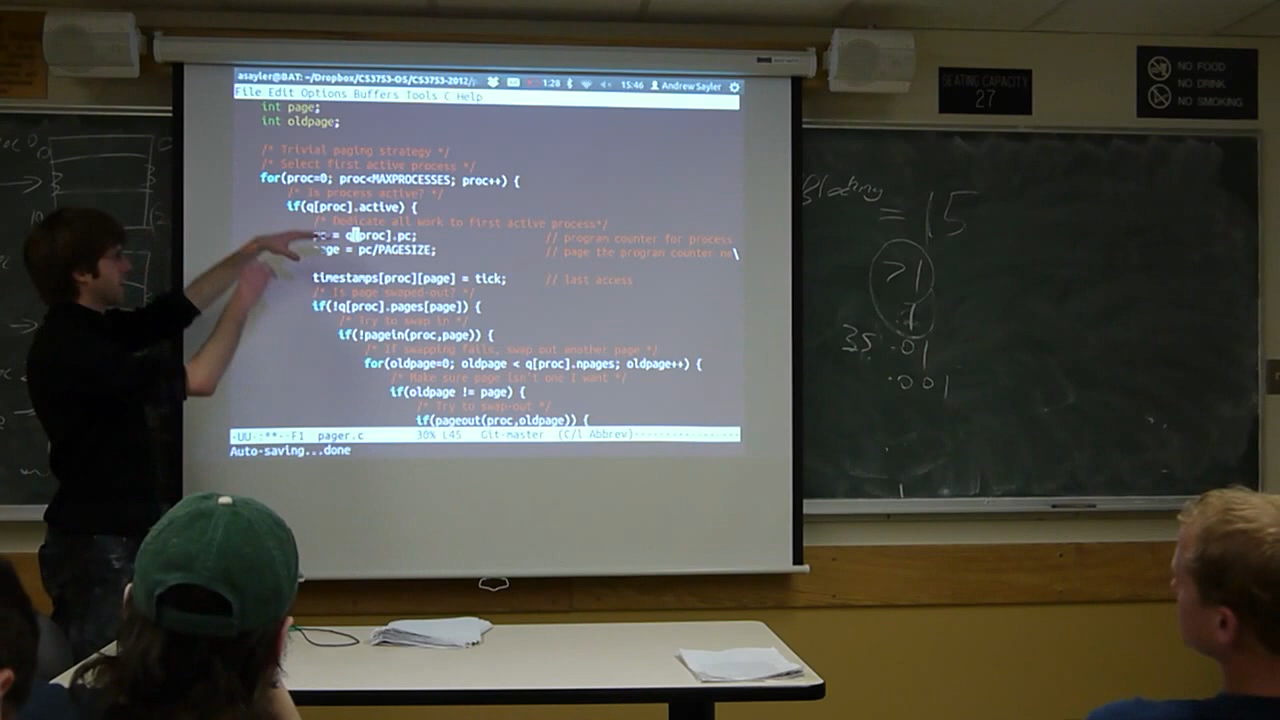 asayler@BAT: ~/Dropbox/CS3753-OS/CS3753-2012/p 1:28 15:46 Andrew Sayler
File Edit Options Buffers Tools C Help
int page;
int oldpage;
/* Trivial paging strategy */
/* Select first active process */
for(proc=0; proc<MAXPROCESSES; proc++) {
/* Is process active? */
if(q[proc].active) {
/* Dedicate all work to first active process*/
pc = q[proc].pc; // program counter for process
page = pc/PAGESIZE; // page the program counter ne\
timestamps[proc][page] = tick; // last access
/* Is page swaped-out? */
if(!q[proc].pages[page]) {
/* Try to swap in */
if(!pagein(proc,page)) {
/* If swapping fails, swap out another page */
for(oldpage=0; oldpage < q[proc].npages; oldpage++) {
/* Make sure page isn't one I want */
if(oldpage != page) {
/* Try to swap-out */
if(pageout(proc,oldpage)) {
-UU-:**--F1 pager.c 30% L45 Git-master (C/l Abbrev)
Auto-saving...done
SEATING CAPACITY
27
NO FOOD
NO DRINK
NO SMOKING
= 15
>1
.1
35 .01
.001